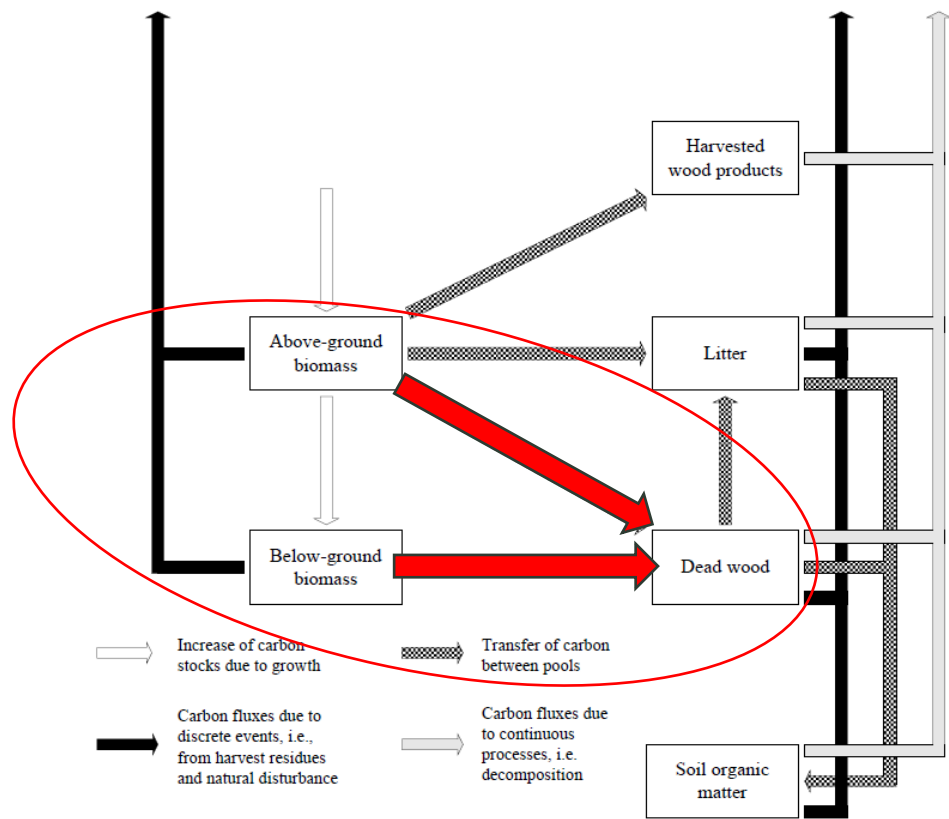 Harvested
wood products
Above-ground
biomass
Litter
Below-ground
biomass
Dead wood
Increase of carbon
stocks due to growth
Transfer of carbon
between pools
Carbon fluxes due to
discrete events, i.e.,
from harvest residues
and natural disturbance
Carbon fluxes due
to continuous
processes, i.e.
decomposition
Soil organic
matter